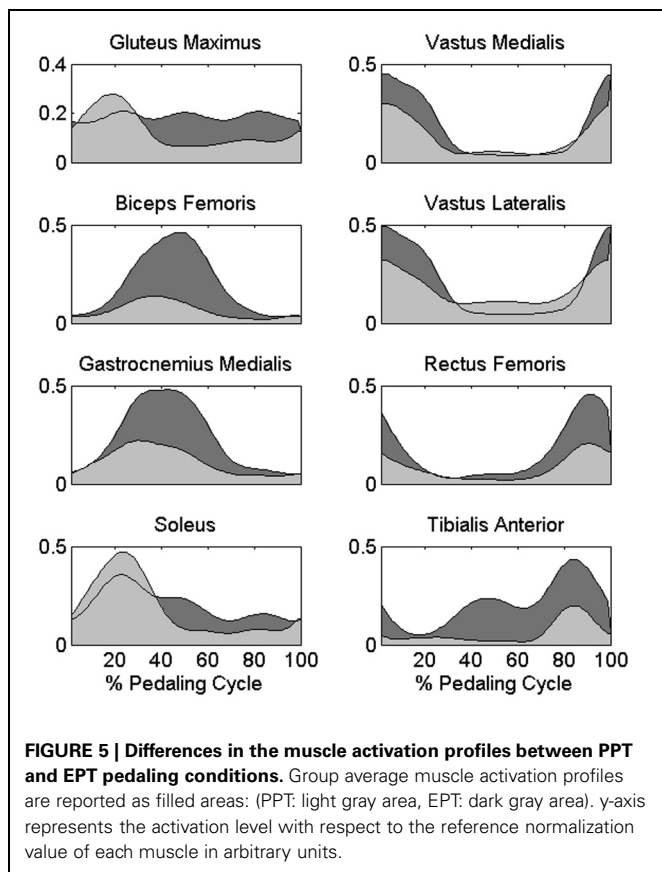 Gluteus Maximus
0.4
0.2
0
Vastus Medialis
0.5
0
Biceps Femoris
0.5
0
Vastus Lateralis
0.5
0
Gastrocnemius Medialis
0.5
0
Rectus Femoris
0.5
0
Soleus
0.5
0
20 40 60 80 100
% Pedaling Cycle
Tibialis Anterior
0.5
0
20 40 60 80 100
% Pedaling Cycle
FIGURE 5 | Differences in the muscle activation profiles between PPT
and EPT pedaling conditions. Group average muscle activation profiles
are reported as filled areas: (PPT: light gray area, EPT: dark gray area). y-axis
represents the activation level with respect to the reference normalization
value of each muscle in arbitrary units.